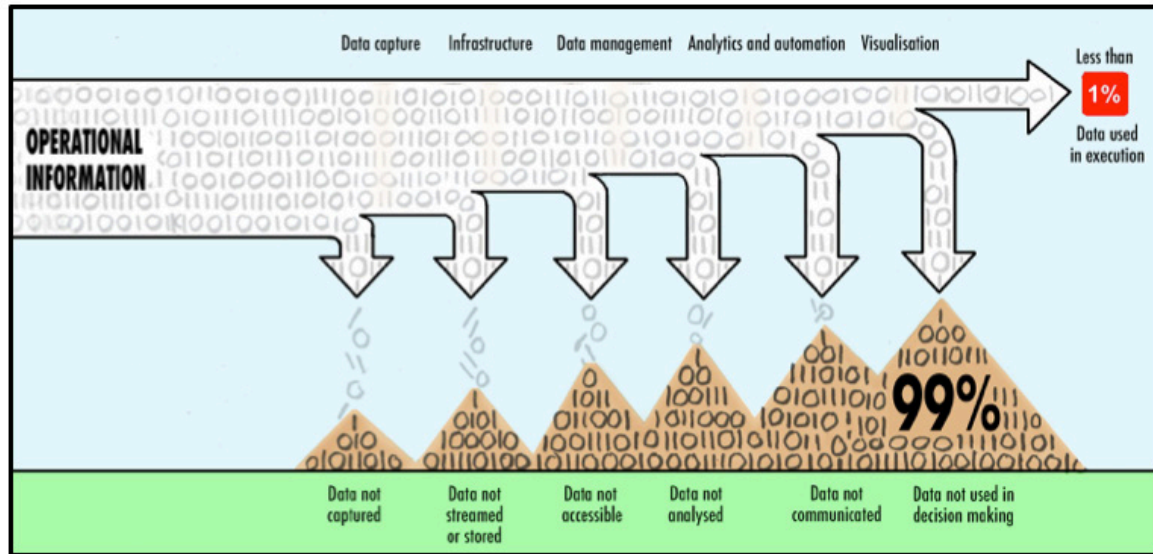 Data capture
Infrastructure
Data management
Analytics and automation
Visualisation
Less than
1%
Data used
in execution
OPERATIONAL
INFORMATION
99%
Data not
captured
Data not
streamed
or stored
Data not
accessible
Data not
analysed
Data not
communicated
Data not used in
decision making